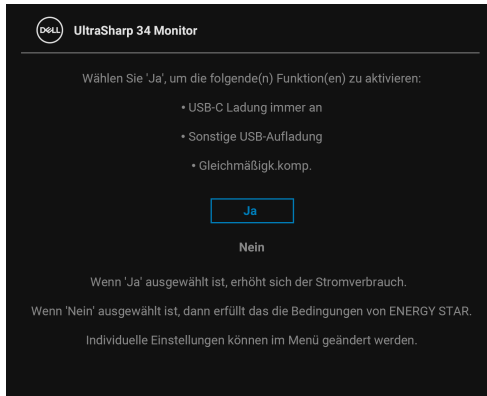 DELL UltraSharp 34 Monitor
Wählen Sie 'Ja', um die folgende(n) Funktion(en) zu aktivieren:
• USB-C Ladung immer an
• Sonstige USB-Aufladung
• Gleichmäßigk.komp.
Ja
Nein
Wenn 'Ja' ausgewählt ist, erhöht sich der Stromverbrauch.
Wenn 'Nein' ausgewählt ist, dann erfüllt das die Bedingungen von ENERGY STAR.
Individuelle Einstellungen können im Menü geändert werden.